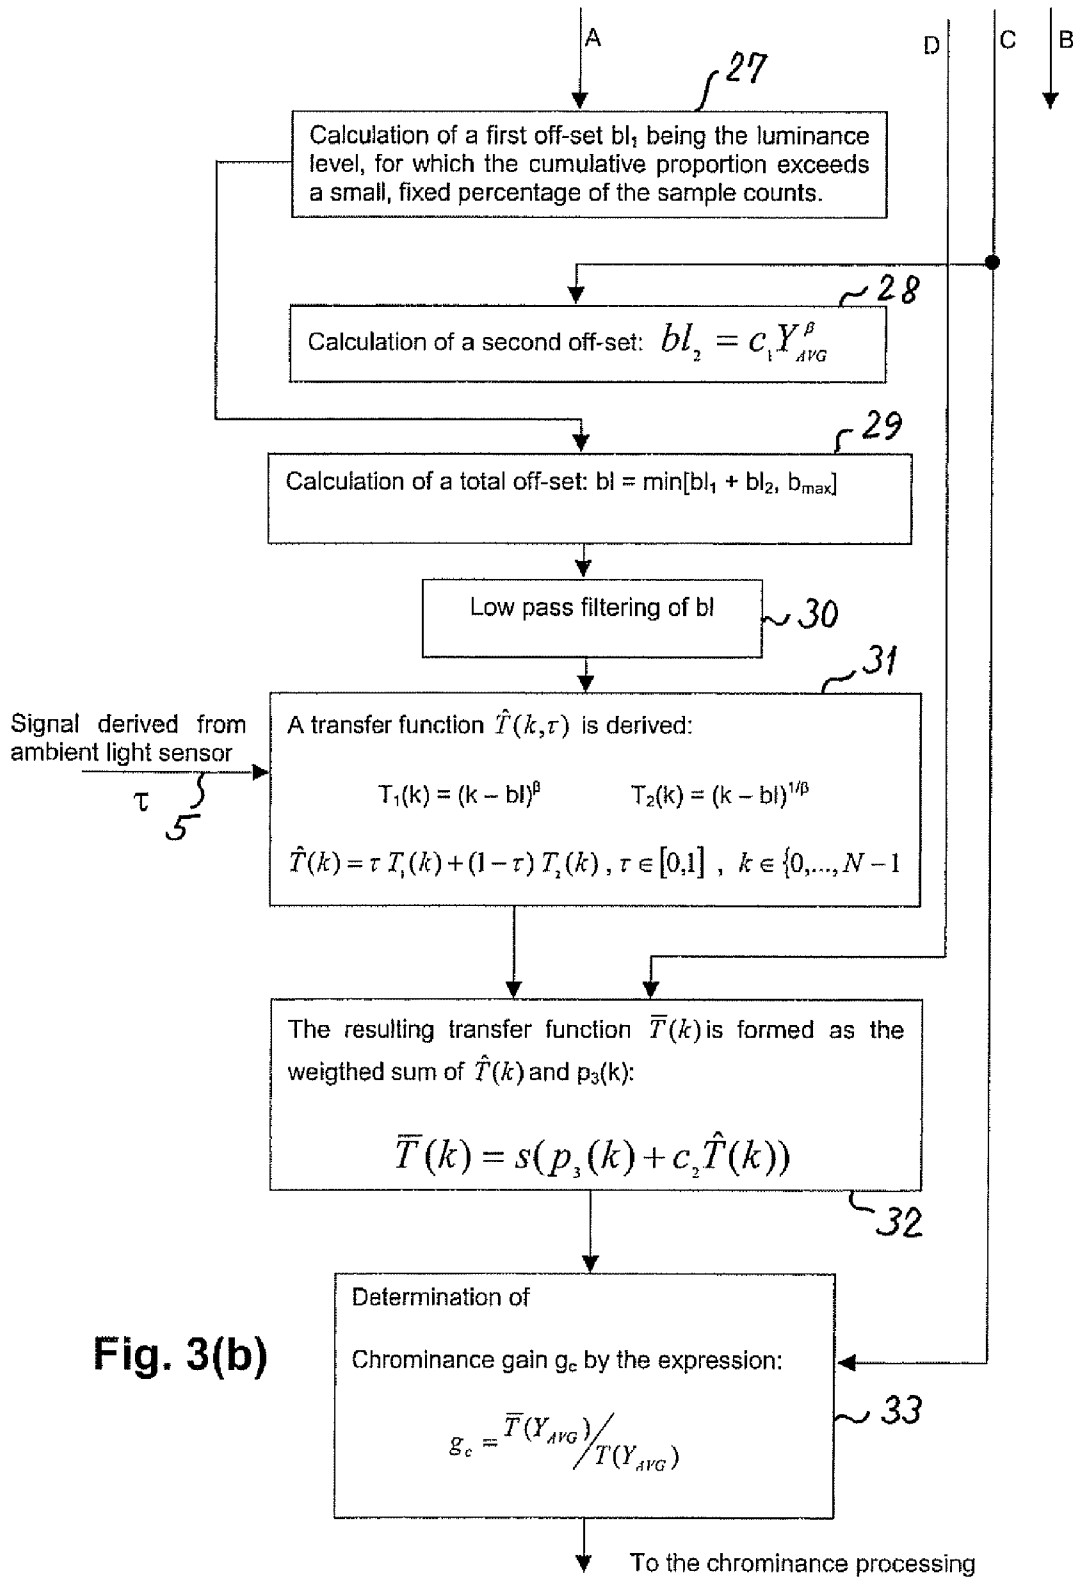 A
D
C
B
27
Calculation of a first off-set bl₁ being the luminance
level, for which the cumulative proportion exceeds
a small, fixed percentage of the sample counts.
28
Calculation of a second off-set: bl₂ = c₁Y_AVG^β
29
Calculation of a total off-set: bl = min[bl₁ + bl₂, b_max]
Low pass filtering of bl
30
31
Signal derived from
ambient light sensor
τ
5
A transfer function T̂(k,τ) is derived:
T₁(k) = (k – bl)^β T₂(k) = (k – bl)^1/β
T̂(k) = τ T₁(k) + (1 – τ) T₂(k) , τ ∈ [0,1] , k ∈ {0,..., N – 1
The resulting transfer function T̅(k) is formed as the
weigthed sum of T̂(k) and p₃(k):
T̅(k) = s(p₃(k) + c₂T̂(k))
32
Determination of
Chrominance gain g_c by the expression:
g_c = T̅(Y_AVG)/T(Y_AVG)
33
Fig. 3(b)
To the chrominance processing